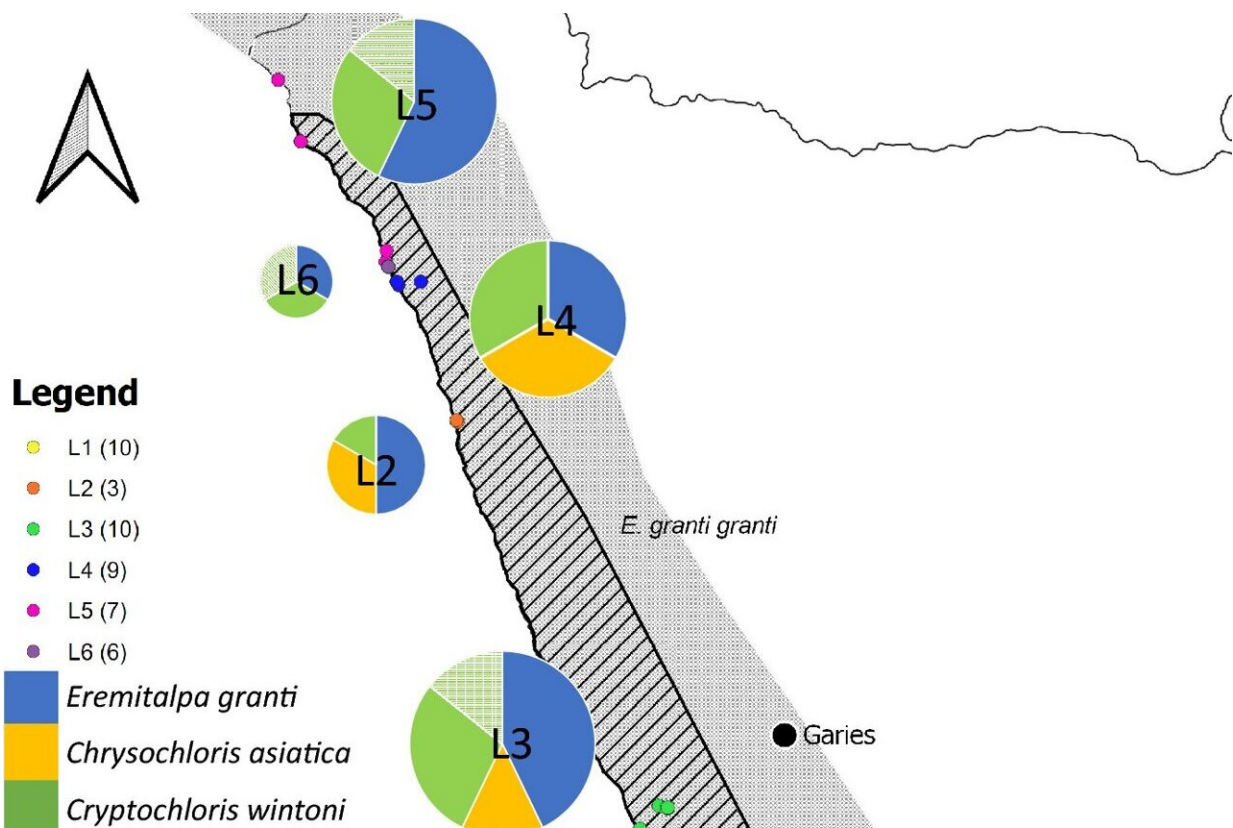 L5
L6
L4
Legend
L1 (10)
L2 (3)
L3 (10)
L4 (9)
L5 (7)
L6 (6)
L2
E. granti granti
L3
Garies
Eremitalpa granti
Chrysochloris asiatica
Cryptochloris wintoni